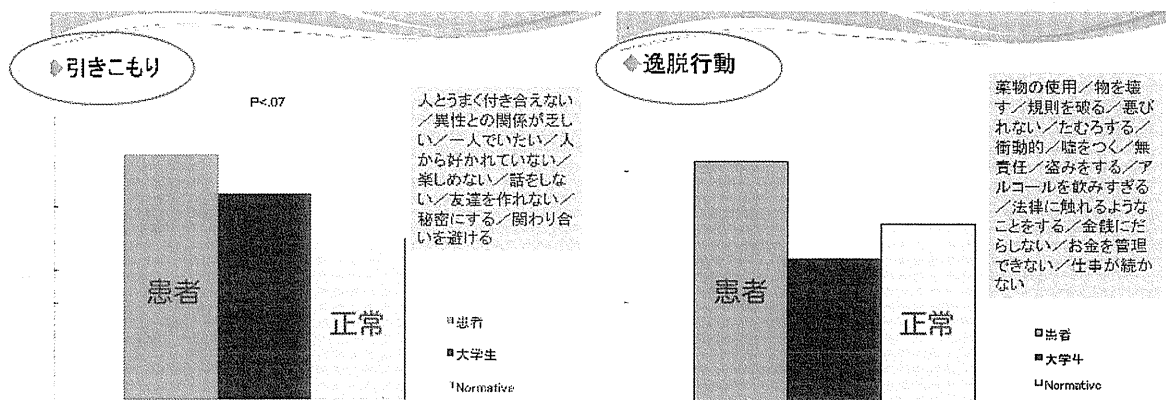 引きこもり
P<.07
人とうまく付き合えない
／異性との関係が乏し
い／一人でいたい／人
から好かれていない／
楽しめない／話をしな
い／友達を作れない／
秘密にする／関わり合
いを避ける
患者
正常
患者
大学生
Normative
逸脱行動
薬物の使用／物を壊
す／規則を破る／悪び
れない／たむろする／
衝動的／嘘をつく／無
責任／盗みをする／ア
ルコールを飲みすぎる
／法律に触れるような
ことをする／金銭にだ
らしない／お金を管理
できない／仕事が続か
ない
患者
正常
患者
大学生
Normative